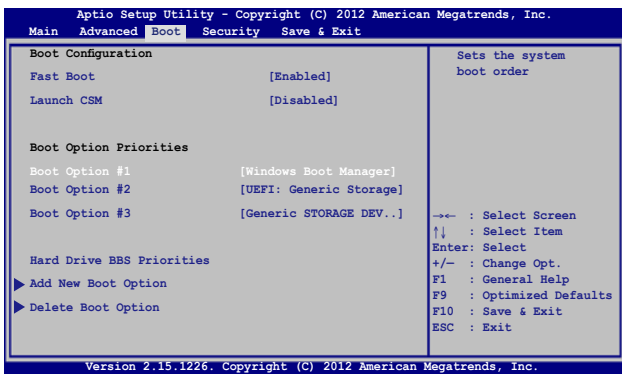 Aptio Setup Utility - Copyright (C) 2012 American Megatrends, Inc.
Main Advanced Boot Security Save & Exit
Boot Configuration
Fast Boot [Enabled]
Launch CSM [Disabled]
Boot Option Priorities
Boot Option #1 [Windows Boot Manager]
Boot Option #2 [UEFI: Generic Storage]
Boot Option #3 [Generic STORAGE DEV..]
Hard Drive BBS Priorities
Add New Boot Option
Delete Boot Option
Sets the system
boot order
→← : Select Screen
↑↓ : Select Item
Enter: Select
+/— : Change Opt.
F1 : General Help
F9 : Optimized Defaults
F10 : Save & Exit
ESC : Exit
Version 2.15.1226. Copyright (C) 2012 American Megatrends, Inc.